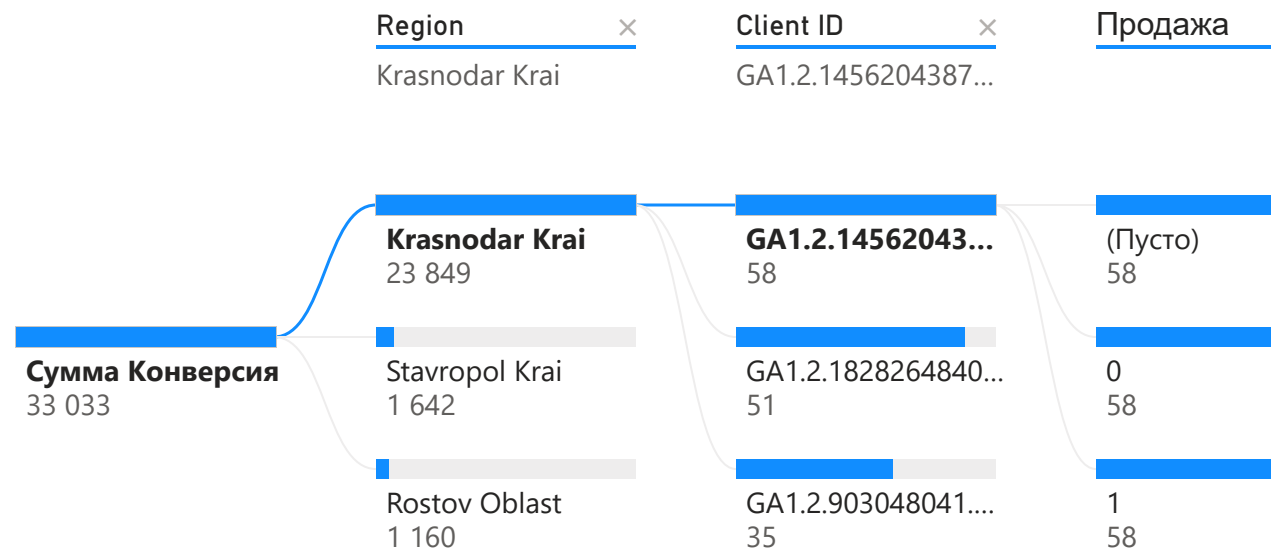 Region
Krasnodar Krai
Client ID
GA1.2.1456204387...
Продажа
Сумма Конверсия
33 033
Krasnodar Krai
23 849
Stavropol Krai
1 642
Rostov Oblast
1 160
GA1.2.14562043...
58
GA1.2.1828264840...
51
GA1.2.903048041....
35
(Пусто)
58
0
58
1
58